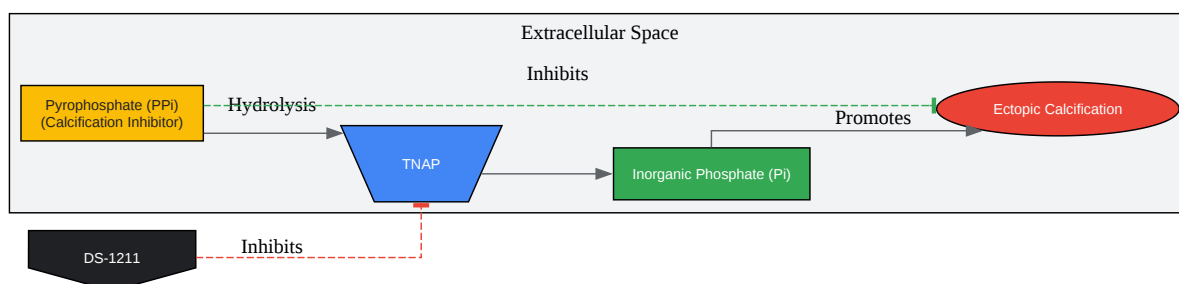 Extracellular Space
Inhibits
Pyrophosphate (PPi)
(Calcification Inhibitor)
Hydrolysis
Ectopic Calcification
Promotes
TNAP
Inorganic Phosphate (Pi)
Inhibits
DS-1211